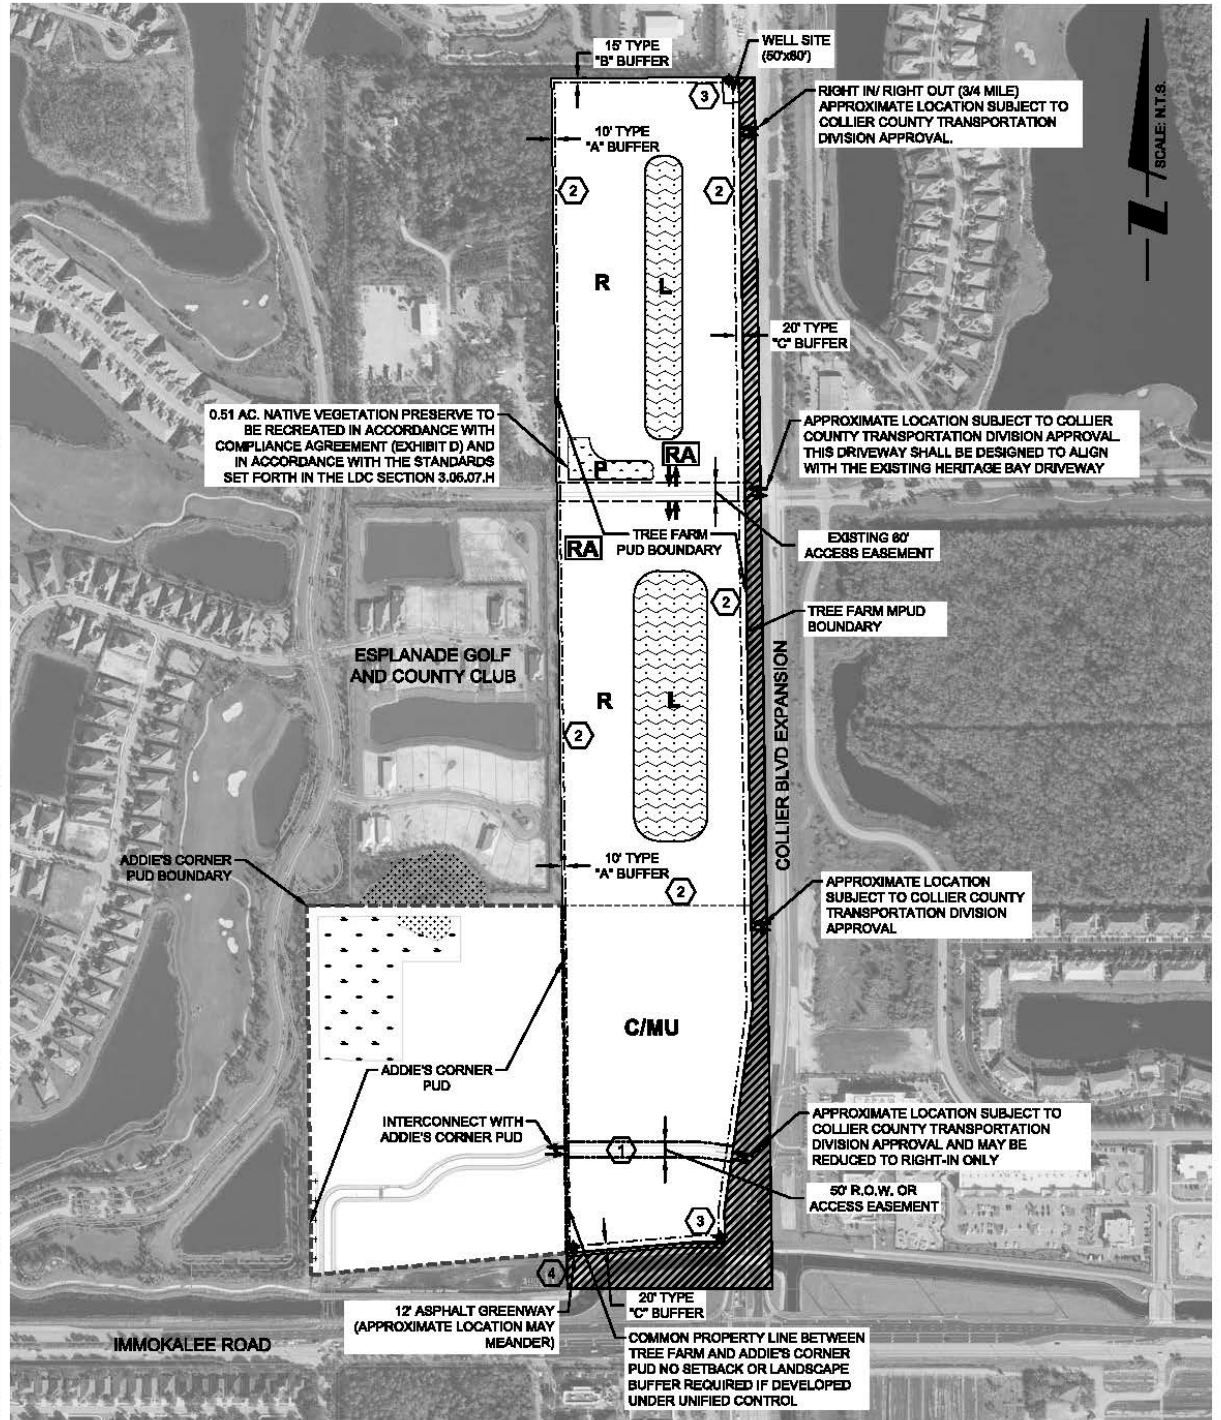 15' TYPE
"B" BUFFER
WELL SITE
(50'x60')
3
RIGHT IN/ RIGHT OUT (3/4 MILE)
APPROXIMATE LOCATION SUBJECT TO
COLLIER COUNTY TRANSPORTATION
DIVISION APPROVAL.
SCALE: N.T.S.
10' TYPE
"A" BUFFER
2
2
R
L
20' TYPE
"C" BUFFER
0.51 AC. NATIVE VEGETATION PRESERVE TO
BE RECREATED IN ACCORDANCE WITH
COMPLIANCE AGREEMENT (EXHIBIT D) AND
IN ACCORDANCE WITH THE STANDARDS
SET FORTH IN THE LDC SECTION 3.05.07.H
P
RA
APPROXIMATE LOCATION SUBJECT TO COLLIER
COUNTY TRANSPORTATION DIVISION APPROVAL.
THIS DRIVEWAY SHALL BE DESIGNED TO ALIGN
WITH THE EXISTING HERITAGE BAY DRIVEWAY
RA
TREE FARM
PUD BOUNDARY
EXISTING 60'
ACCESS EASEMENT
2
TREE FARM MPUD
BOUNDARY
ESPLANADE GOLF
AND COUNTY CLUB
R
L
2
COLLIER BLVD EXPANSION
ADDIE'S CORNER
PUD BOUNDARY
10' TYPE
"A" BUFFER
2
APPROXIMATE LOCATION
SUBJECT TO COLLIER COUNTY
TRANSPORTATION DIVISION
APPROVAL
C/MU
ADDIE'S CORNER
PUD
INTERCONNECT WITH
ADDIE'S CORNER PUD
1
APPROXIMATE LOCATION SUBJECT TO
COLLIER COUNTY TRANSPORTATION
DIVISION APPROVAL AND MAY BE
REDUCED TO RIGHT-IN ONLY
50' R.O.W. OR
ACCESS EASEMENT
3
4
12' ASPHALT GREENWAY
(APPROXIMATE LOCATION MAY
MEANDER)
20' TYPE
"C" BUFFER
IMMOKALEE ROAD
COMMON PROPERTY LINE BETWEEN
TREE FARM AND ADDIE'S CORNER
PUD NO SETBACK OR LANDSCAPE
BUFFER REQUIRED IF DEVELOPED
UNDER UNIFIED CONTROL